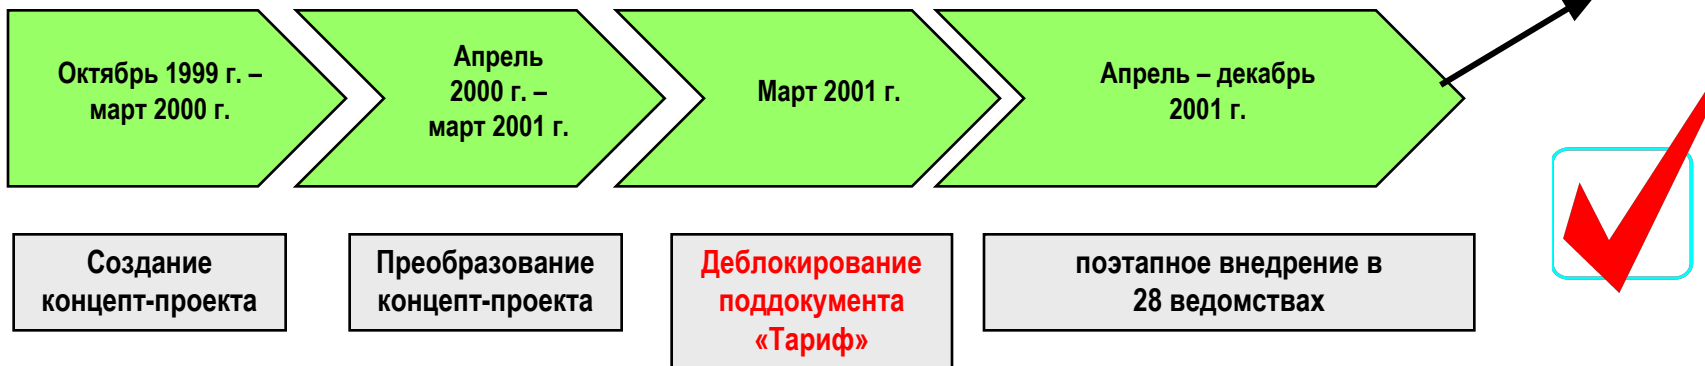 Октябрь 1999 г. –
март 2000 г.
Апрель
2000 г. –
март 2001 г.
Март 2001 г.
Апрель – декабрь
2001 г.
Создание
концепт-проекта
Преобразование
концепт-проекта
Деблокирование
поддокумента
«Тариф»
поэтапное внедрение в
28 ведомствах